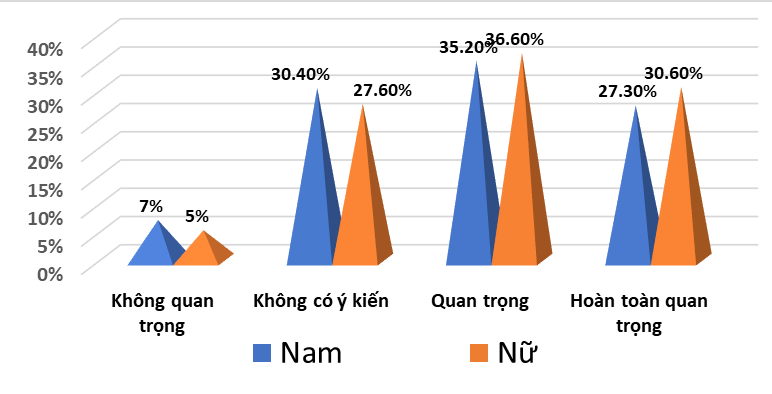 40%
35%
30%
25%
20%
15%
10%
5%
0%
7%
5%
30.40%
27.60%
35.20%
36.60%
27.30%
30.60%
Không quan
trọng
Không có ý kiến
Quan trọng
Hoàn toàn quan
trọng
Nam
Nữ